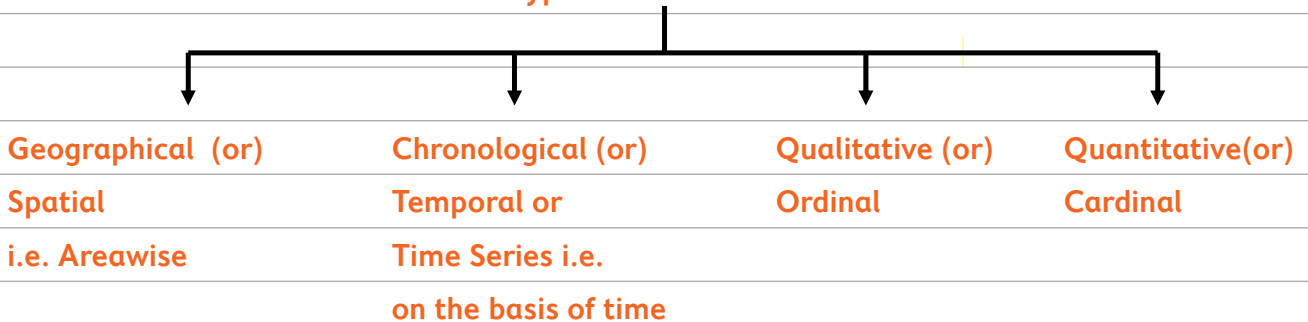 Geographical (or)
Spatial
i.e. Areawise
Chronological (or)
Temporal or
Time Series i.e.
on the basis of time
Qualitative (or)
Ordinal
Quantitative(or)
Cardinal